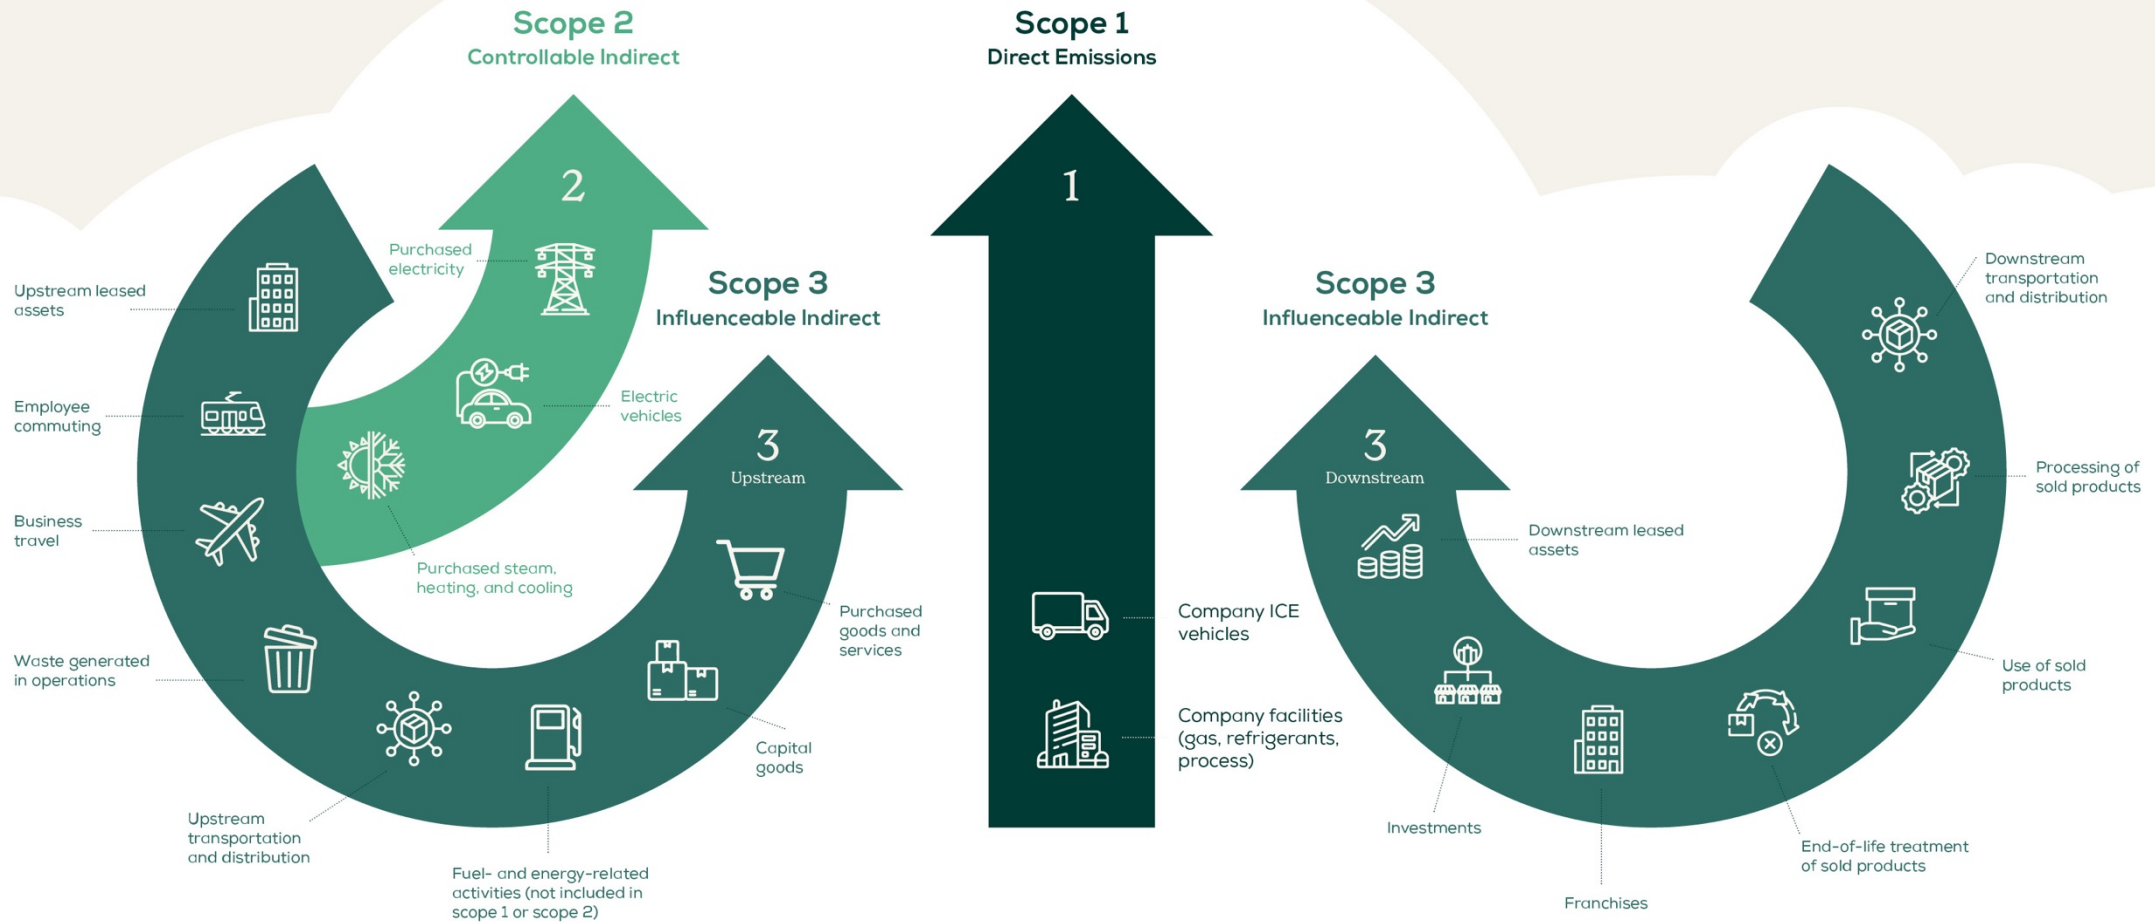 Scope 2
Controllable Indirect
2
Purchased
electricity
Electric
vehicles
Purchased steam,
heating, and cooling
Scope 3
Influenceable Indirect
3
Upstream
Upstream leased
assets
Employee
commuting
Business
travel
Waste generated
in operations
Upstream
transportation
and distribution
Fuel- and energy-related
activities (not included in
scope 1 or scope 2)
Capital
goods
Purchased
goods and
services
Scope 1
Direct Emissions
1
Company ICE
vehicles
Company facilities
(gas, refrigerants,
process)
Scope 3
Influenceable Indirect
3
Downstream
Downstream leased
assets
Investments
Franchises
End-of-life treatment
of sold products
Use of sold
products
Processing of
sold products
Downstream
transportation
and distribution